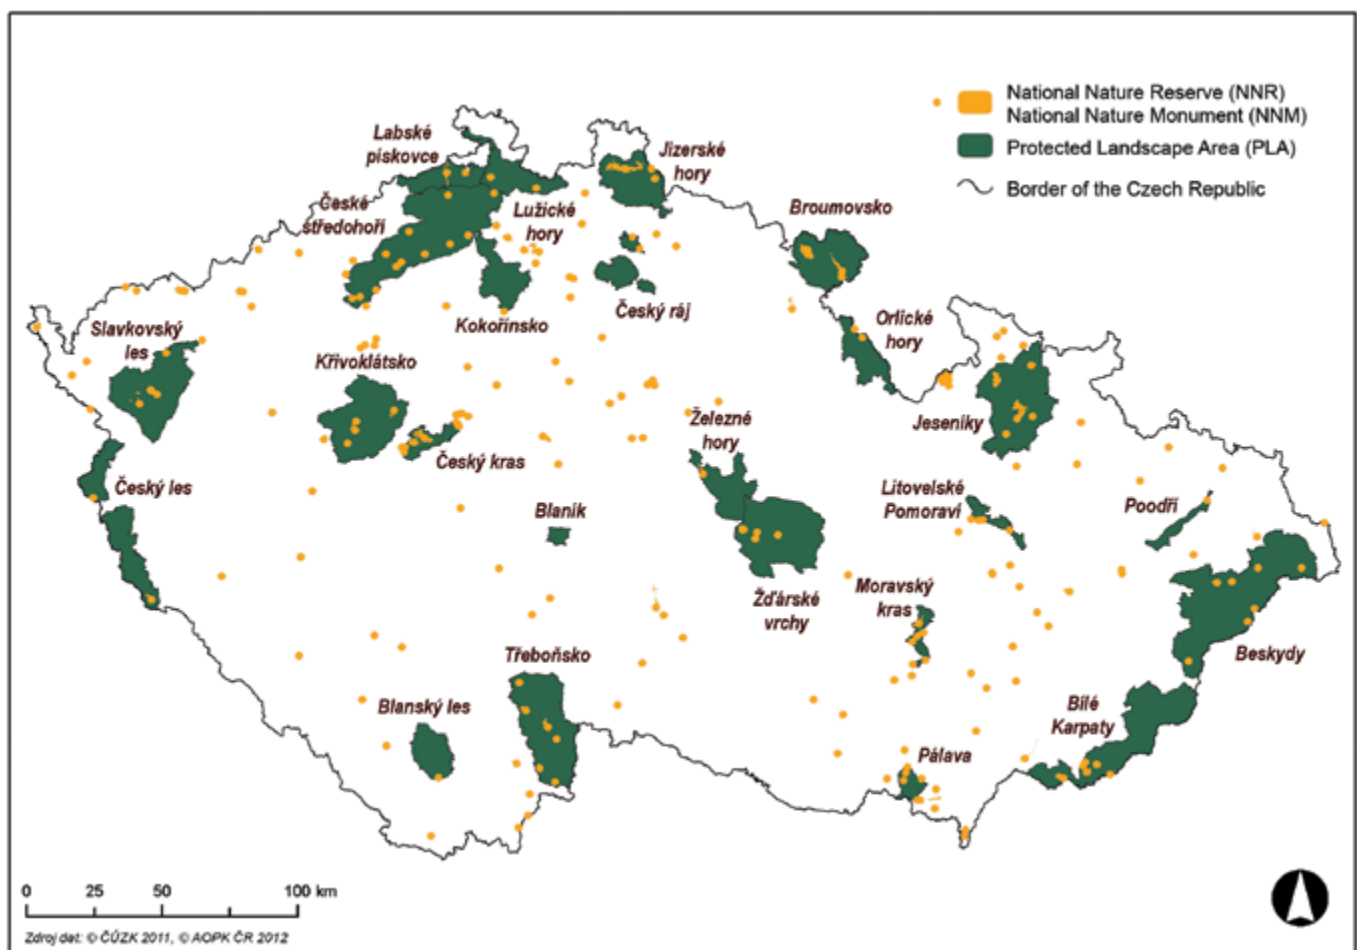 National Nature Reserve (NNR)
National Nature Monument (NNM)
Protected Landscape Area (PLA)
Border of the Czech Republic
Labské
pískovce
Jizerské
hory
České
středohoří
Lužické
hory
Broumovsko
Český ráj
Kokořínsko
Slavkovský
les
Křivoklátsko
Orlické
hory
Jeseníky
Železné
hory
Český kras
Český les
Blaník
Litovelské
Pomoraví
Poodří
Žďárské
vrchy
Moravský
kras
Třeboňsko
Beskydy
Blanský les
Bílé
Karpaty
Pálava
0 25 50 100 km
Zdroj dat: © ČÚZK 2011, © AOPK ČR 2012